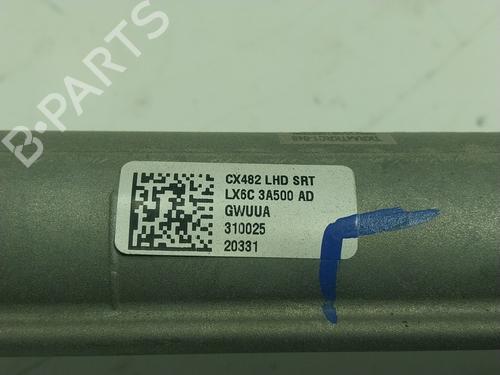 B-PARTS
CX482 LHD SRT
LX6C 3A500 AD
GWUUA
310025
20331